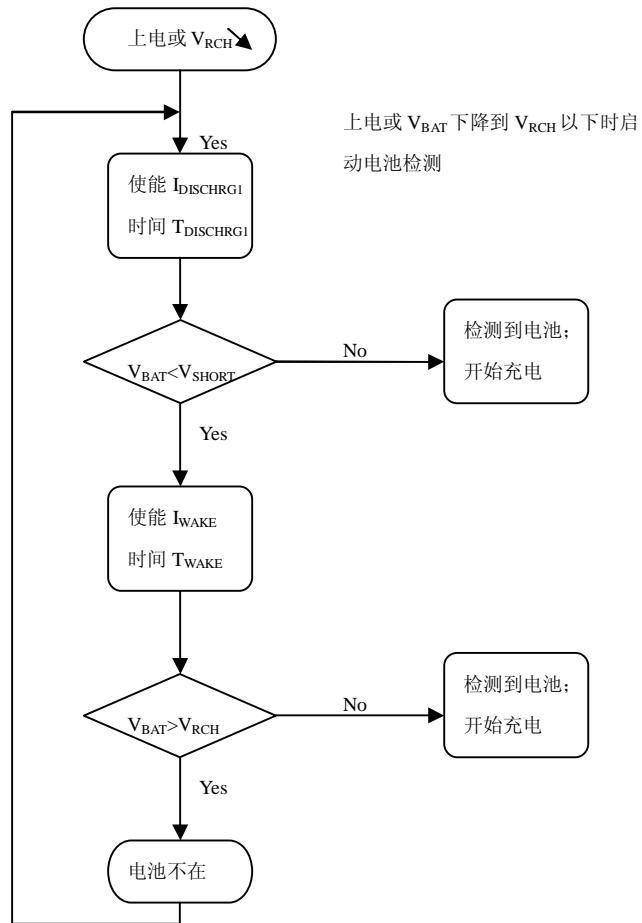 上电或 VRCH
上电或 VBAT 下降到 VRCH 以下时启
动电池检测
Yes
使能 IDISCHRG1
时间 TDISCHRG1
VBAT<VSHORT
No
检测到电池；
开始充电
Yes
使能 IWAKE
时间 TWAKE
VBAT>VRCH
No
检测到电池；
开始充电
Yes
电池不在